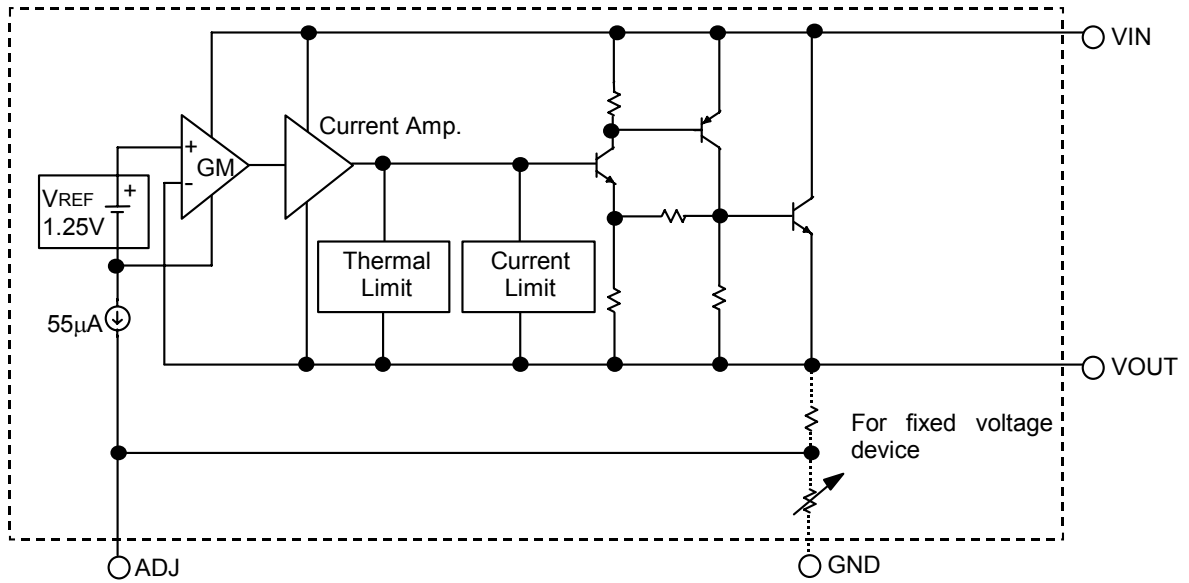 VIN
Current Amp.
+
GM
-
VREF +
1.25V
Thermal
Limit
Current
Limit
55μA
VOUT
For fixed voltage
device
ADJ
GND